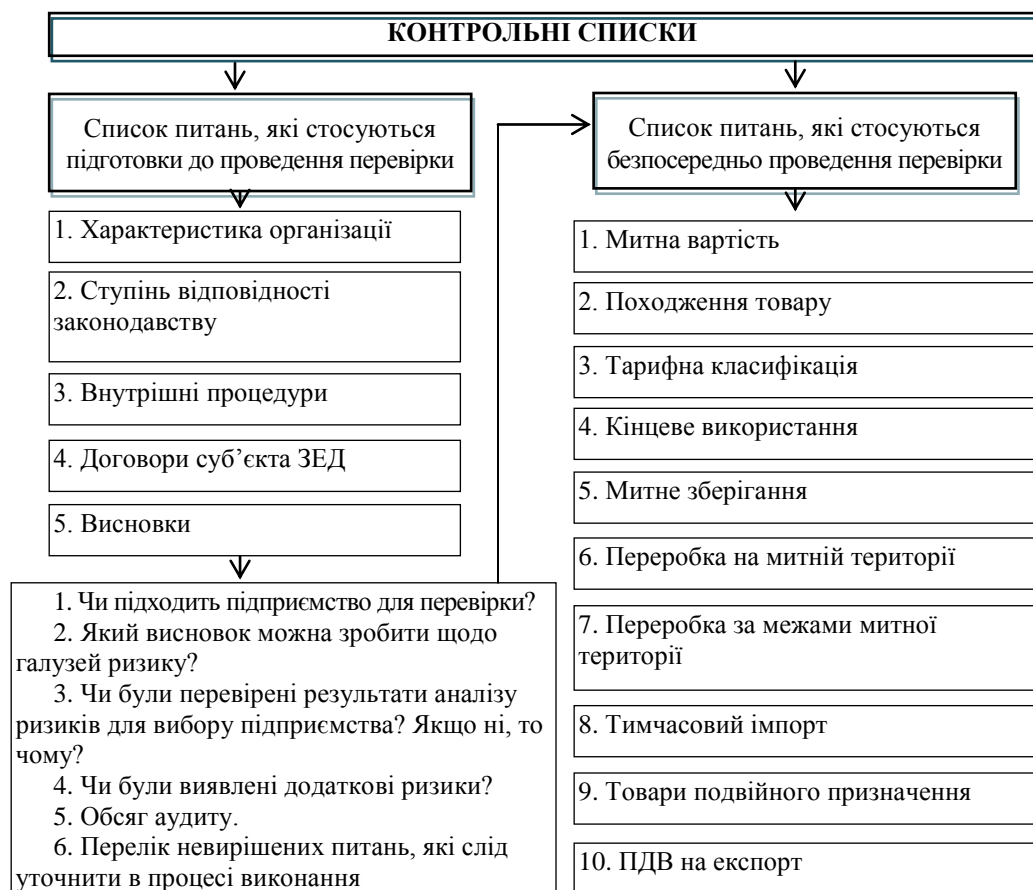 КОНТРОЛЬНІ СПИСКИ
Список питань, які стосуються
підготовки до проведення перевірки
1. Характеристика організації
2. Ступінь відповідності
законодавству
3. Внутрішні процедури
4. Договори суб’єкта ЗЕД
5. Висновки
1. Чи підходить підприємство для перевірки?
2. Який висновок можна зробити щодо
галузей ризику?
3. Чи були перевірені результати аналізу
ризиків для вибору підприємства? Якщо ні, то
чому?
4. Чи були виявлені додаткові ризики?
5. Обсяг аудиту.
6. Перелік невирішених питань, які слід
уточнити в процесі виконання
Список питань, які стосуються
безпосередньо проведення перевірки
1. Митна вартість
2. Походження товару
3. Тарифна класифікація
4. Кінцеве використання
5. Митне зберігання
6. Переробка на митній території
7. Переробка за межами митної
території
8. Тимчасовий імпорт
9. Товари подвійного призначення
10. ПДВ на експорт